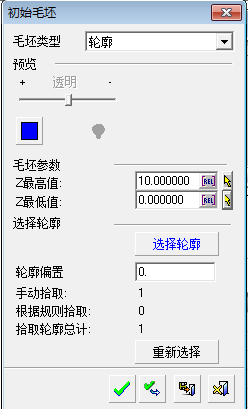 初始毛坯
毛坯类型 轮廓
预览
+ 透明 -
毛坯参数
Z最高值: 10.000000 REL
Z最低值: 0.000000 REL
选择轮廓
选择轮廓
轮廓偏置 0.
手动拾取: 1
根据规则拾取: 0
拾取轮廓总计: 1
重新选择